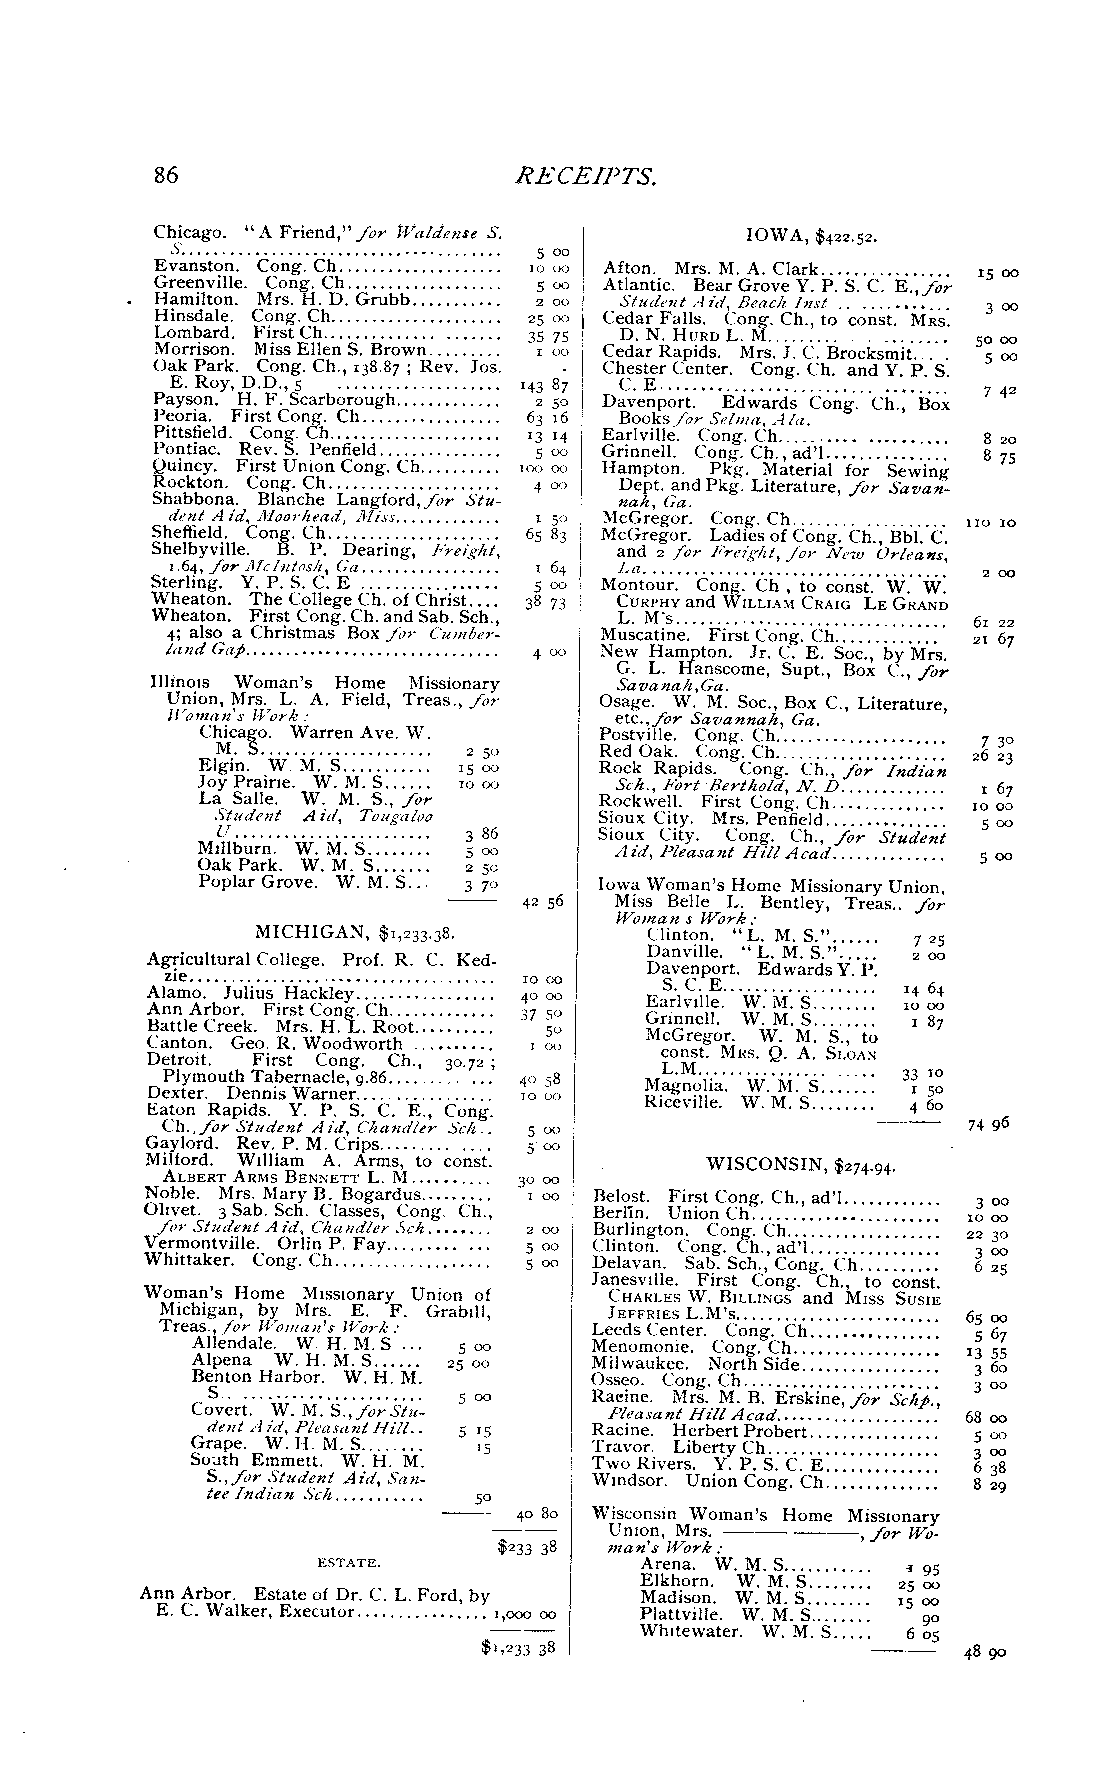 86
RECEIPTS.
Chicago. "A Friend," for Waldense S.
S.................................... 5 00
Evanston. Cong. Ch.................... 10 00
Greenville. Cong. Ch................... 5 00
Hamilton. Mrs. H. D. Grubb........... 2 00
Hinsdale. Cong. Ch..................... 25 00
Lombard. First Ch............. ....... 35 75
Morrison. Miss Ellen S. Brown......... 1 00
Oak Park. Cong. Ch., 138.87 ; Rev. Jos.
E. Roy, D.D., 5 .................... 143 87
Payson. H. F. Scarborough............. 2 50
Peoria. First Cong. Ch................. 63 16
Pittsfield. Cong. Ch..................... 13 14
Pontiac. Rev. S. Penfield............... 5 00
Quincy. First Union Cong. Ch.......... 100 00
Rockton. Cong. Ch..................... 4 00
Shabbona. Blanche Langford, for Stu-
dent Aid, Moorhead, Miss............. 1 50
Sheffield. Cong. Ch..................... 65 83
Shelbyville. B. P. Dearing, Freight,
1.64, for McIntosh, Ga................. 1 64
Sterling. Y. P. S. C. E ................. 5 00
Wheaton. The College Ch. of Christ.... 38 73
Wheaton. First Cong. Ch. and Sab. Sch.,
4; also a Christmas Box for Cumber-
land Gap............................... 4 00
Illinois Woman's Home Missionary
Union, Mrs. L. A. Field, Treas., for
Woman's Work :
Chicago. Warren Ave. W.
M. S..................... 2 50
Elgin. W. M. S........... 15 00
Joy Prairie. W. M. S...... 10 00
La Salle. W. M. S., for
Student Aid, Tougaloo
U........................ 3 86
Millburn. W. M. S........ 5 00
Oak Park. W. M. S....... 2 50
Poplar Grove. W. M. S... 3 70
42 56
MICHIGAN, $1,233.38.
Agricultural College. Prof. R. C. Ked-
zie..................................... 10 00
Alamo. Julius Hackley................. 40 00
Ann Arbor. First Cong. Ch............. 37 50
Battle Creek. Mrs. H. L. Root.......... 50
Canton. Geo. R. Woodworth .......... 1 00
Detroit. First Cong. Ch., 30.72 ;
Plymouth Tabernacle, 9.86......... ... 40 58
Dexter. Dennis Warner................. 10 00
Eaton Rapids. Y. P. S. C. E., Cong.
Ch., for Student Aid, Chandler Sch.. 5 00
Gaylord. Rev. P. M. Crips......... .... 5 00
Milford. William A. Arms, to const.
ALBERT ARMS BENNETT L. M.......... 30 00
Noble. Mrs. Mary B. Bogardus......... 1 00
Olivet. 3 Sab. Sch. Classes, Cong. Ch.,
for Student Aid, Chandler Sch........ 2 00
Vermontville. Orlin P. Fay......... ... 5 00
Whittaker. Cong. Ch................... 5 00
Woman's Home Missionary Union of
Michigan, by Mrs. E. F. Grabill,
Treas., for Woman's Work :
Allendale. W. H. M. S ... 5 00
Alpena W. H. M. S...... 25 00
Benton Harbor. W. H. M.
S.. ...................... 5 00
Covert. W. M. S., for Stu-
dent Aid, Pleasant Hill.. 5 15
Grape. W. H. M. S........ 15
South Emmett. W. H. M.
S., for Student Aid, San-
tee Indian Sch........... 50
40 80
$233 38
ESTATE.
Ann Arbor. Estate of Dr. C. L. Ford, by
E. C. Walker, Executor................ 1,000 00
$1,233 38
IOWA, $422.52.
Afton. Mrs. M. A. Clark................ 15 00
Atlantic. Bear Grove Y. P. S. C. E., for
Student Aid, Beach Inst .............. 3 00
Cedar Falls. Cong. Ch., to const. MRS.
D. N. HURD L. M...................... 50 00
Cedar Rapids. Mrs. J. C. Brocksmit.... 5 00
Chester Center. Cong. Ch. and Y. P. S.
C. E................................... 7 42
Davenport. Edwards Cong. Ch., Box
Books for Selma, Ala.
Earlville. Cong. Ch.......... .......... 8 20
Grinnell. Cong. Ch., ad'l............... 8 75
Hampton. Pkg. Material for Sewing
Dept. and Pkg. Literature, for Savan-
nah, Ga.
McGregor. Cong. Ch................... 110 10
McGregor. Ladies of Cong. Ch., Bbl. C.
and 2 for Freight, for New Orleans,
La..................................... 2 00
Montour. Cong. Ch , to const. W. W.
CURPHY and WILLIAM CRAIG LE GRAND
L. M's................................. 61 22
Muscatine. First Cong. Ch............. 21 67
New Hampton. Jr. C. E. Soc., by Mrs.
G. L. Hanscome, Supt., Box C., for
Savanah, Ga.
Osage. W. M. Soc., Box C., Literature,
etc., for Savannah, Ga.
Postville. Cong. Ch..................... 7 30
Red Oak. Cong. Ch..................... 26 23
Rock Rapids. Cong. Ch., for Indian
Sch., Fort Berthold, N. D............. 1 67
Rockwell. First Cong. Ch.............. 10 00
Sioux City. Mrs. Penfield............... 5 00
Sioux City. Cong. Ch., for Student
Aid, Pleasant Hill Acad.............. 5 00
Iowa Woman's Home Missionary Union,
Miss Belle L. Bentley, Treas.. for
Woman s Work :
Clinton. "L. M. S."...... 7 25
Danville. "L. M. S."..... 2 00
Davenport. Edwards Y. P.
S. C. E................... 14 64
Earlville. W. M. S........ 10 00
Grinnell. W. M. S........ 1 87
McGregor. W. M. S., to
const. MRS. Q. A. SLOAN
L.M................ ..... 33 10
Magnolia. W. M. S....... 1 50
Riceville. W. M. S........ 4 60
74 96
WISCONSIN, $274.94.
Belost. First Cong. Ch., ad'l............ 3 00
Berlin. Union Ch....................... 10 00
Burlington. Cong. Ch................... 22 30
Clinton. Cong. Ch., ad'l................ 3 00
Delavan. Sab. Sch., Cong. Ch.......... 6 25
Janesville. First Cong. Ch., to const.
CHARLES W. BILLINGS and MISS SUSIE
JEFFRIES L.M's......................... 65 00
Leeds Center. Cong. Ch................ 5 67
Menomonie. Cong. Ch.................. 13 55
Milwaukee. North Side................. 3 60
Osseo. Cong. Ch........................ 3 00
Racine. Mrs. M. B. Erskine, for Schp.,
Pleasant Hill Acad.................... 68 00
Racine. Herbert Probert................ 5 00
Travor. Liberty Ch..................... 3 00
Two Rivers. Y. P. S. C. E.............. 6 38
Windsor. Union Cong. Ch.............. 8 29
Wisconsin Woman's Home Missionary
Union, Mrs. ——— ———, for Wo-
man's Work :
Arena. W. M. S........... 1 95
Elkhorn. W. M. S........ 25 00
Madison. W. M. S........ 15 00
Plattville. W. M. S........ 90
Whitewater. W. M. S..... 6 05
48 90